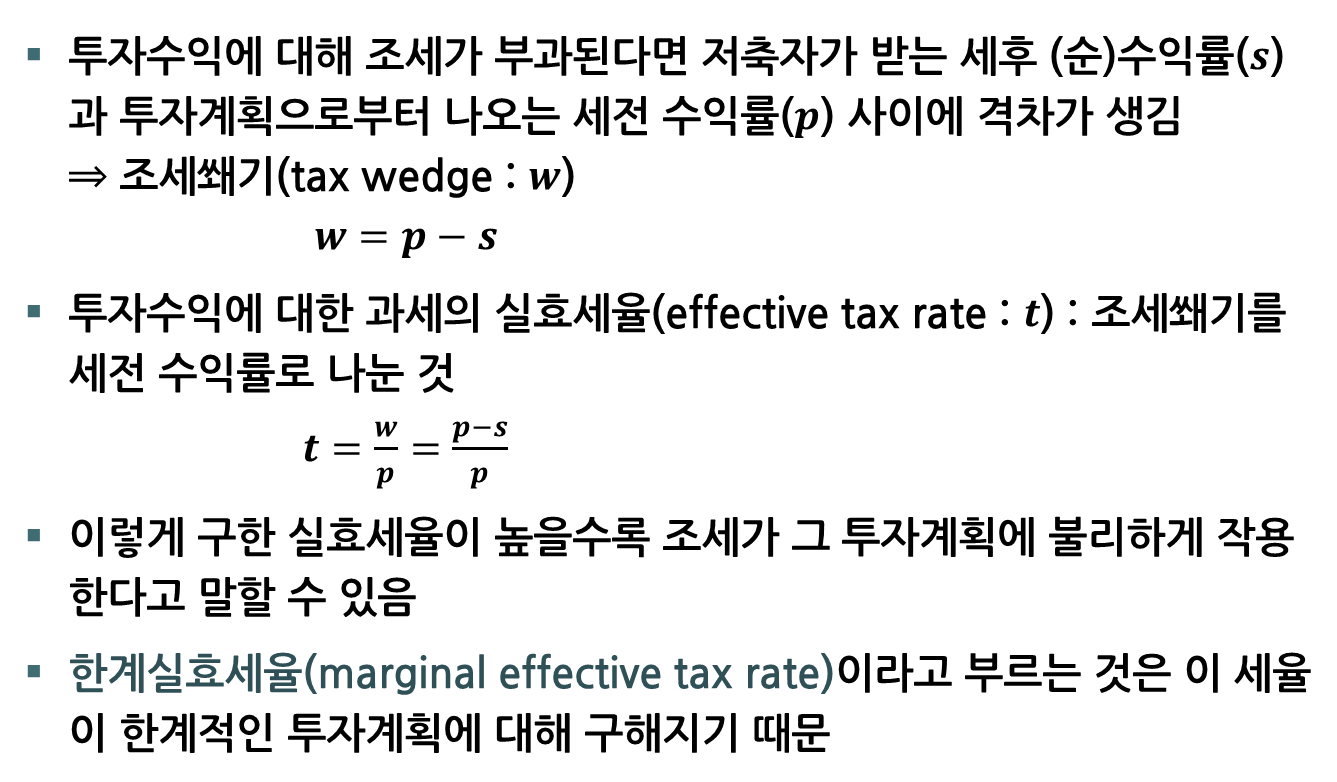 ▪ 투자수익에 대해 조세가 부과된다면 저축자가 받는 세후 (순)수익률(s)
과 투자계획으로부터 나오는 세전 수익률(p) 사이에 격차가 생김
⇒ 조세쐐기(tax wedge : w)
w = p − s
▪ 투자수익에 대한 과세의 실효세율(effective tax rate : t) : 조세쐐기를
세전 수익률로 나눈 것
t = w/p = (p−s)/p
▪ 이렇게 구한 실효세율이 높을수록 조세가 그 투자계획에 불리하게 작용
한다고 말할 수 있음
▪ 한계실효세율(marginal effective tax rate)이라고 부르는 것은 이 세율
이 한계적인 투자계획에 대해 구해지기 때문